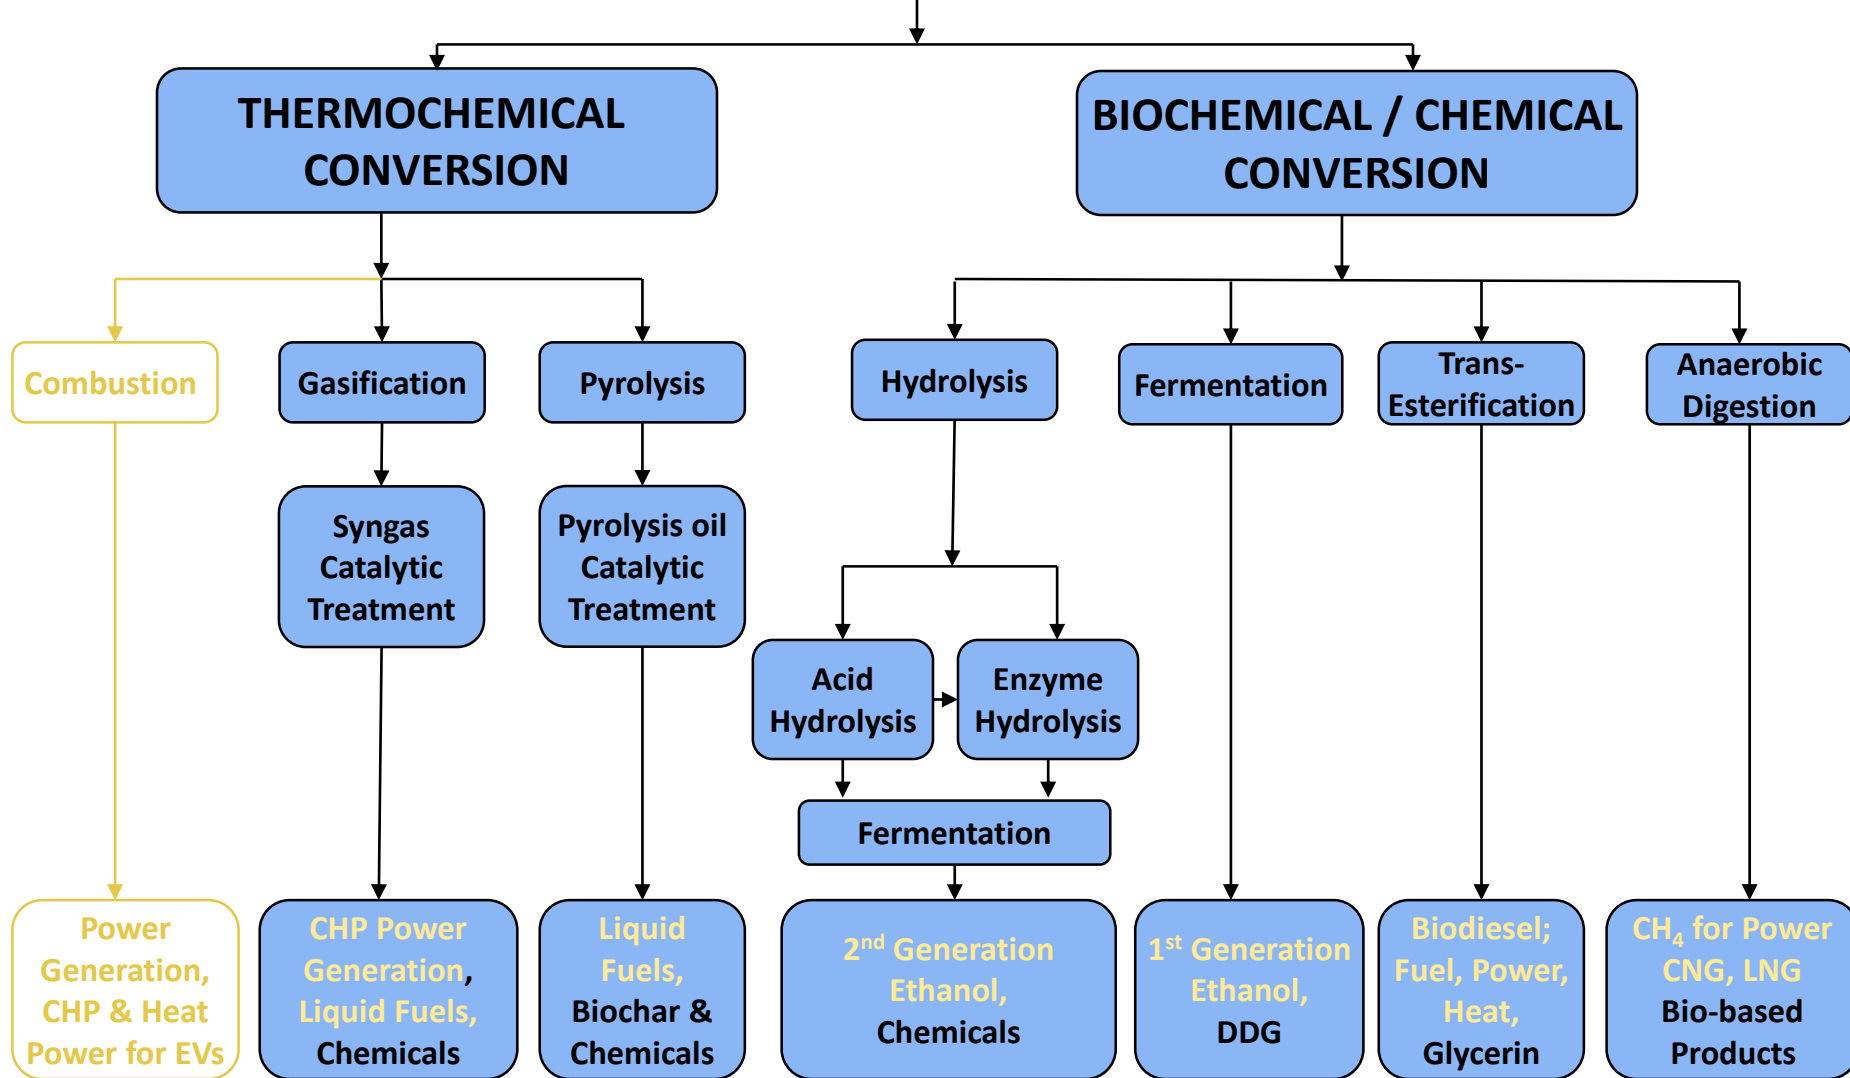 THERMOCHEMICAL
CONVERSION
BIOCHEMICAL / CHEMICAL
CONVERSION
Combustion
Gasification
Pyrolysis
Hydrolysis
Fermentation
Trans-
Esterification
Anaerobic
Digestion
Syngas
Catalytic
Treatment
Pyrolysis oil
Catalytic
Treatment
Acid
Hydrolysis
Enzyme
Hydrolysis
Fermentation
Power
Generation,
CHP & Heat
Power for EVs
CHP Power
Generation,
Liquid Fuels,
Chemicals
Liquid
Fuels,
Biochar &
Chemicals
2nd Generation
Ethanol,
Chemicals
1st Generation
Ethanol,
DDG
Biodiesel;
Fuel, Power,
Heat,
Glycerin
CH4 for Power
CNG, LNG
Bio-based
Products